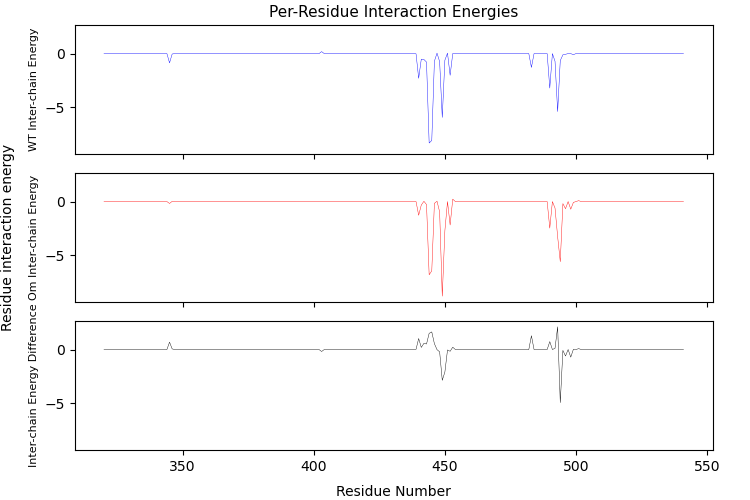 Per-Residue Interaction Energies
Residue interaction energy
WT Inter-chain Energy
0
−5
Om Inter-chain Energy
0
−5
Inter-chain Energy Difference
0
−5
350
400
450
500
550
Residue Number